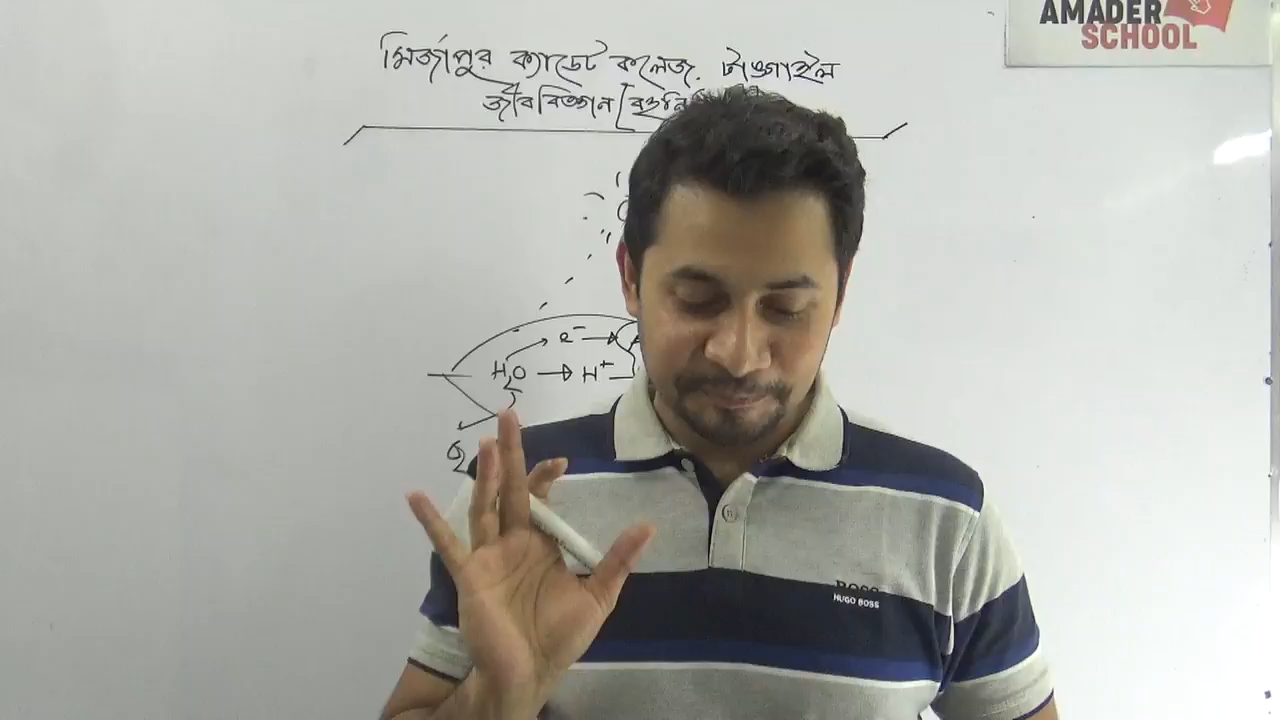 AMADER
SCHOOL
মির্জাপুর ক্যাডেট কলেজ, টাঙ্গাইল
জীববিজ্ঞান
e⁻
H₂O → H⁺
BOSS
HUGO BOSS